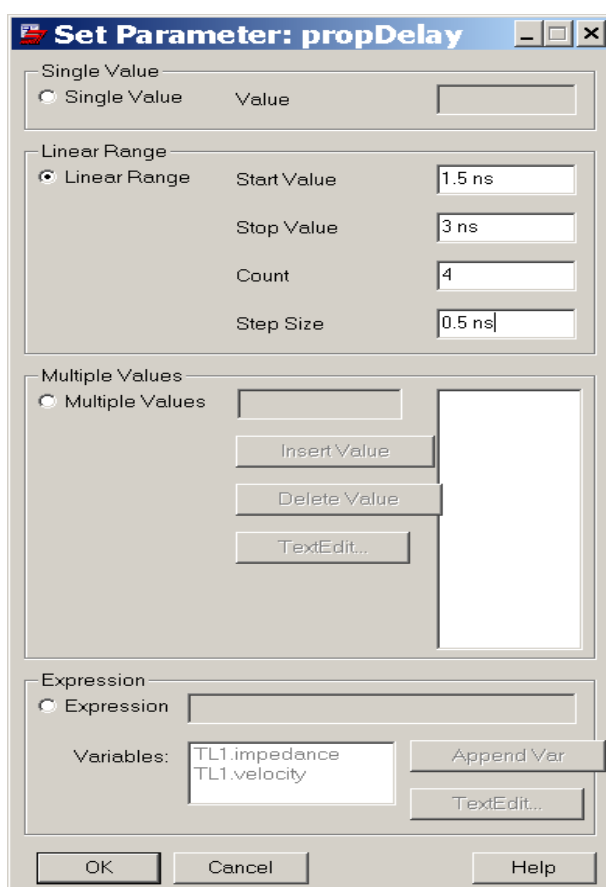 Set Parameter: propDelay
Single Value
Single Value Value
Linear Range
Linear Range Start Value 1.5 ns
Stop Value 3 ns
Count 4
Step Size 0.5 ns
Multiple Values
Multiple Values
Insert Value
Delete Value
TextEdit...
Expression
Expression
Variables: TL1.impedance Append Var
TL1.velocity
TextEdit...
OK Cancel Help